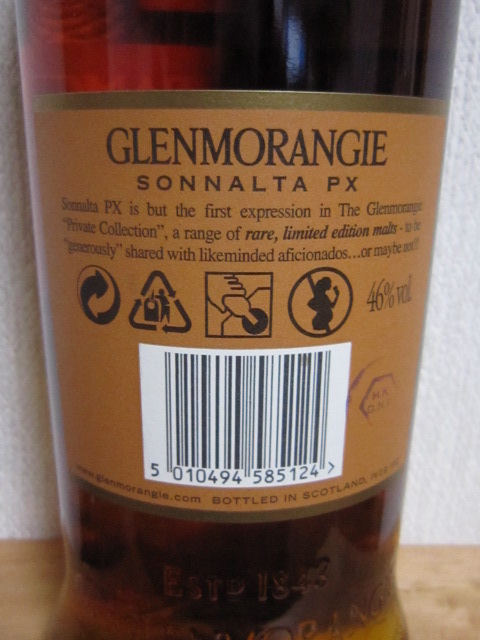 GLENMORANGIE
SONNALTA PX
Sonnalta PX is but the first expression in The Glenmorangie
"Private Collection", a range of rare, limited edition malts - to be
"generously" shared with likeminded aficionados...or maybe not!!
46% vol.
5 010494 585124 >
www.glenmorangie.com BOTTLED IN SCOTLAND,
ESTD 1843